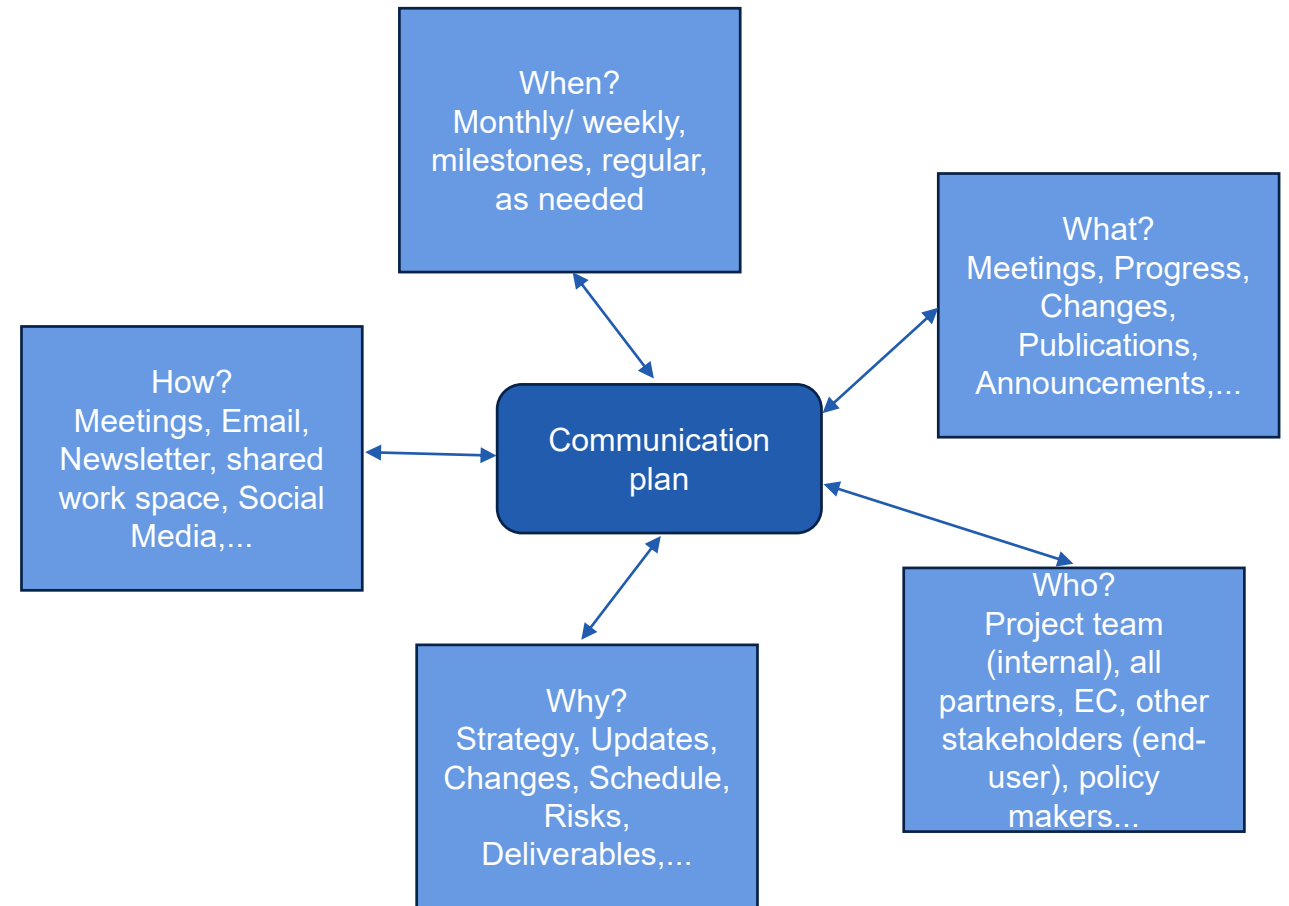 When?
Monthly/ weekly,
milestones, regular,
as needed
What?
Meetings, Progress,
Changes,
Publications,
Announcements,...
How?
Meetings, Email,
Newsletter, shared
work space, Social
Media,...
Communication
plan
Who?
Project team
(internal), all
partners, EC, other
stakeholders (end-
user), policy
makers...
Why?
Strategy, Updates,
Changes, Schedule,
Risks,
Deliverables,...